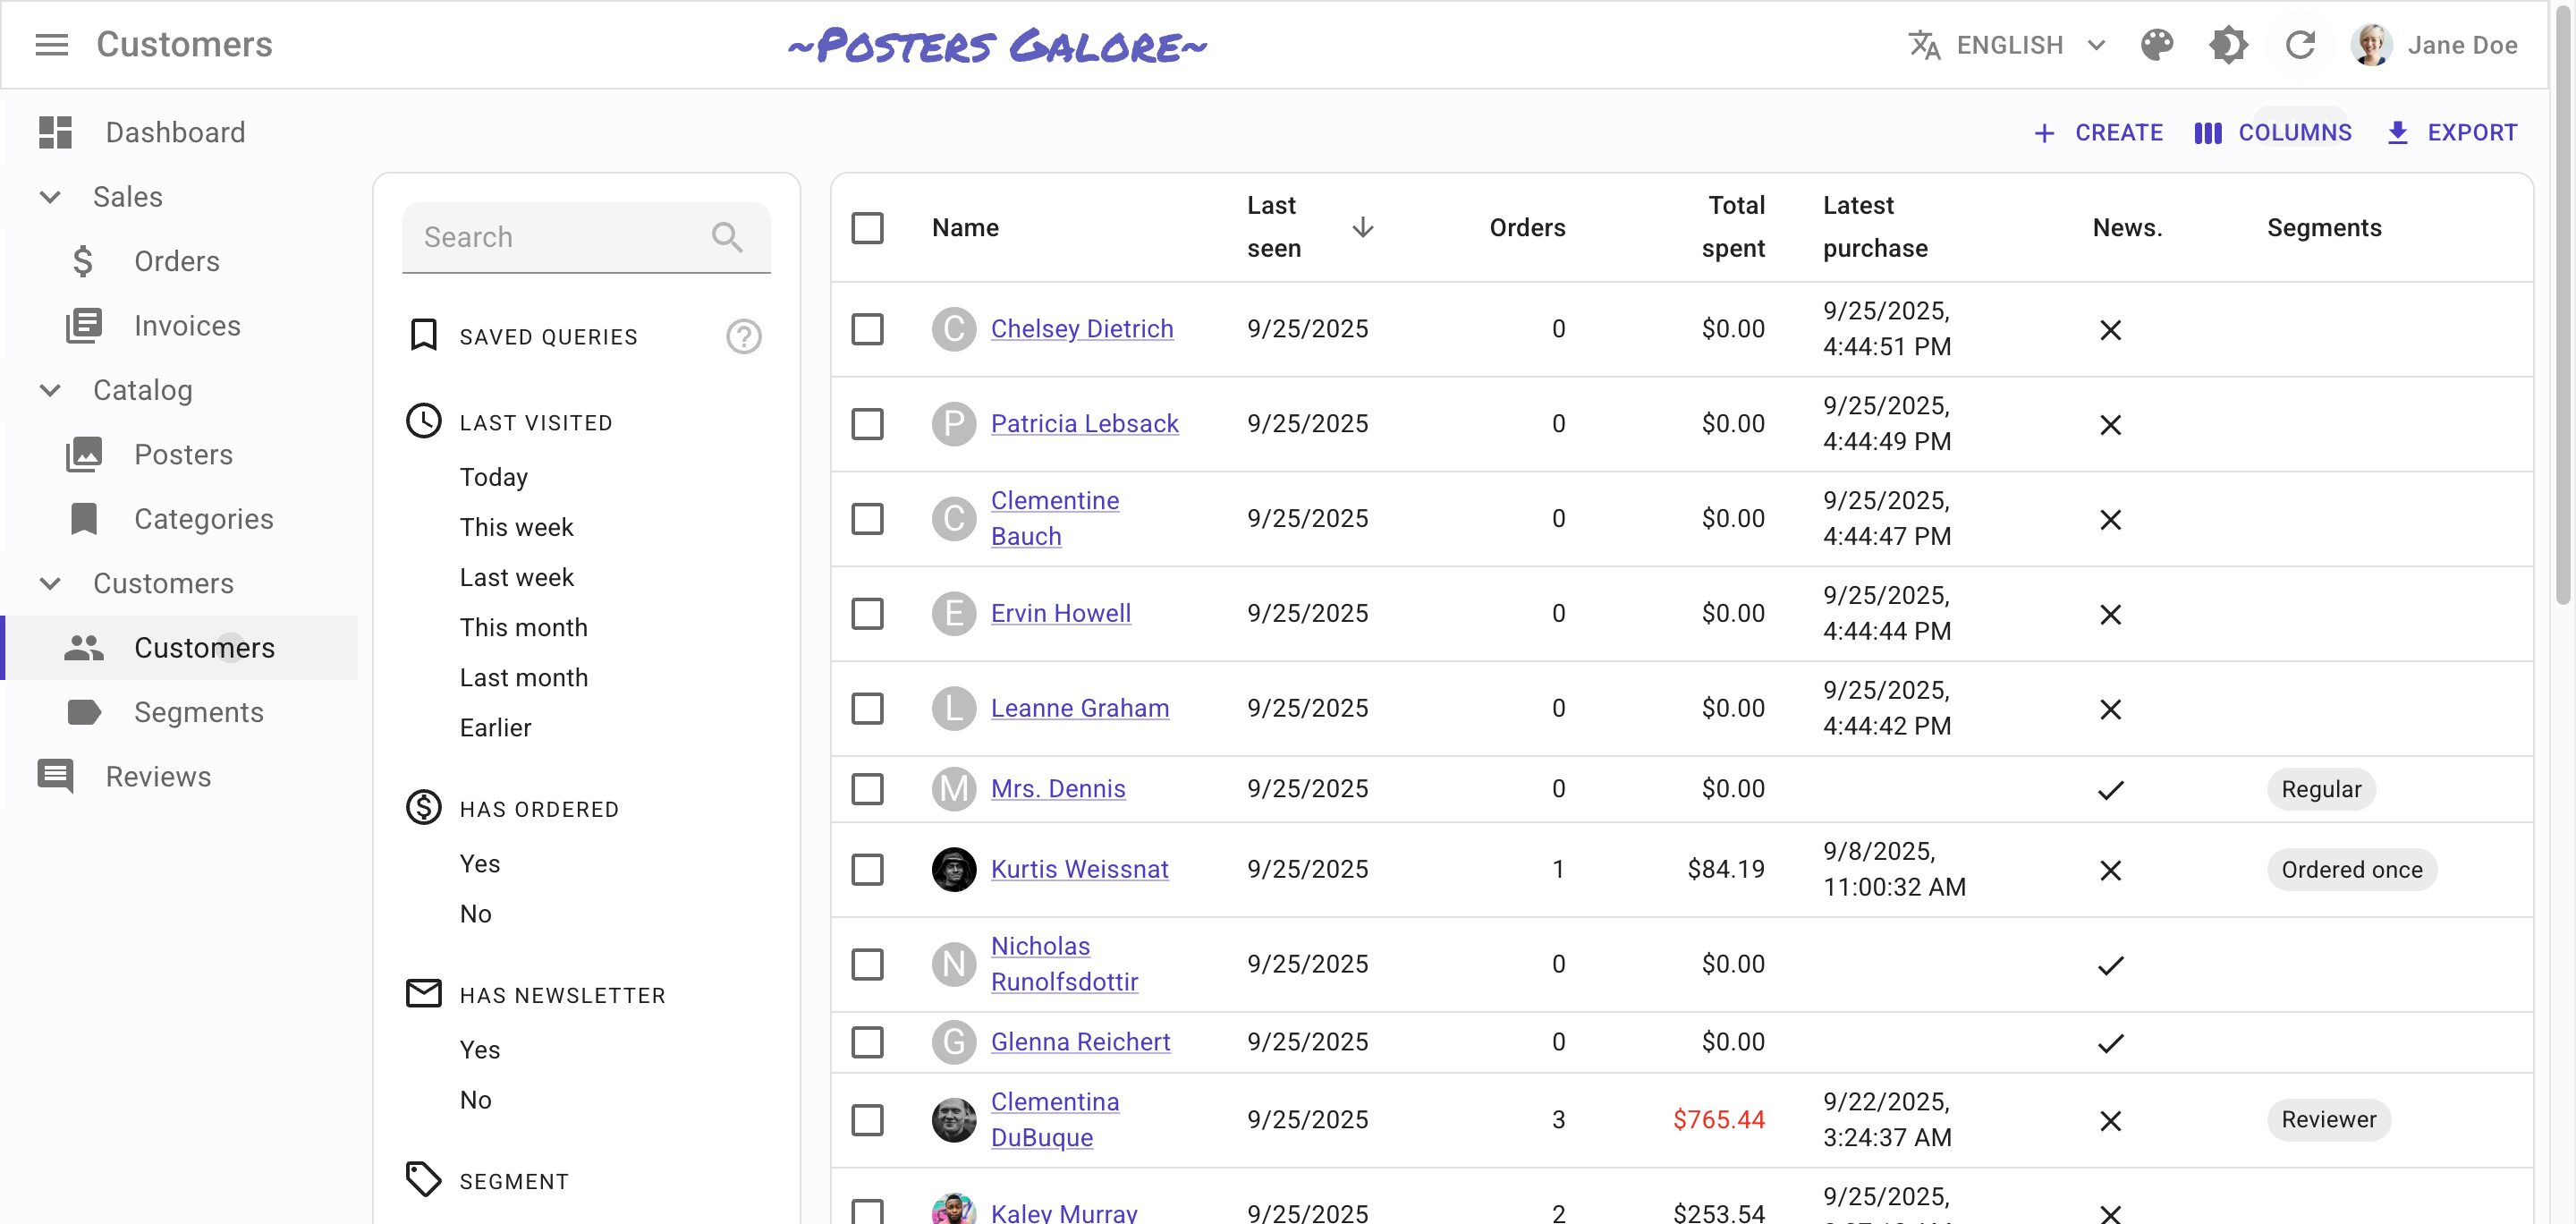 Customers
~Posters Galore~
ENGLISH
Jane Doe
Dashboard
Sales
Orders
Invoices
Catalog
Posters
Categories
Customers
Customers
Segments
Reviews
CREATE
COLUMNS
EXPORT
Search
SAVED QUERIES
LAST VISITED
Today
This week
Last week
This month
Last month
Earlier
HAS ORDERED
Yes
No
HAS NEWSLETTER
Yes
No
SEGMENT
Name
Last
seen
Orders
Total
spent
Latest
purchase
News.
Segments
C
Chelsey Dietrich
9/25/2025
0
$0.00
9/25/2025,
4:44:51 PM
P
Patricia Lebsack
9/25/2025
0
$0.00
9/25/2025,
4:44:49 PM
C
Clementine
Bauch
9/25/2025
0
$0.00
9/25/2025,
4:44:47 PM
E
Ervin Howell
9/25/2025
0
$0.00
9/25/2025,
4:44:44 PM
L
Leanne Graham
9/25/2025
0
$0.00
9/25/2025,
4:44:42 PM
M
Mrs. Dennis
9/25/2025
0
$0.00
Regular
Kurtis Weissnat
9/25/2025
1
$84.19
9/8/2025,
11:00:32 AM
Ordered once
N
Nicholas
Runolfsdottir
9/25/2025
0
$0.00
G
Glenna Reichert
9/25/2025
0
$0.00
Clementina
DuBuque
9/25/2025
3
$765.44
9/22/2025,
3:24:37 AM
Reviewer
Kaley Murray
9/25/2025
2
$253.54
9/25/2025,